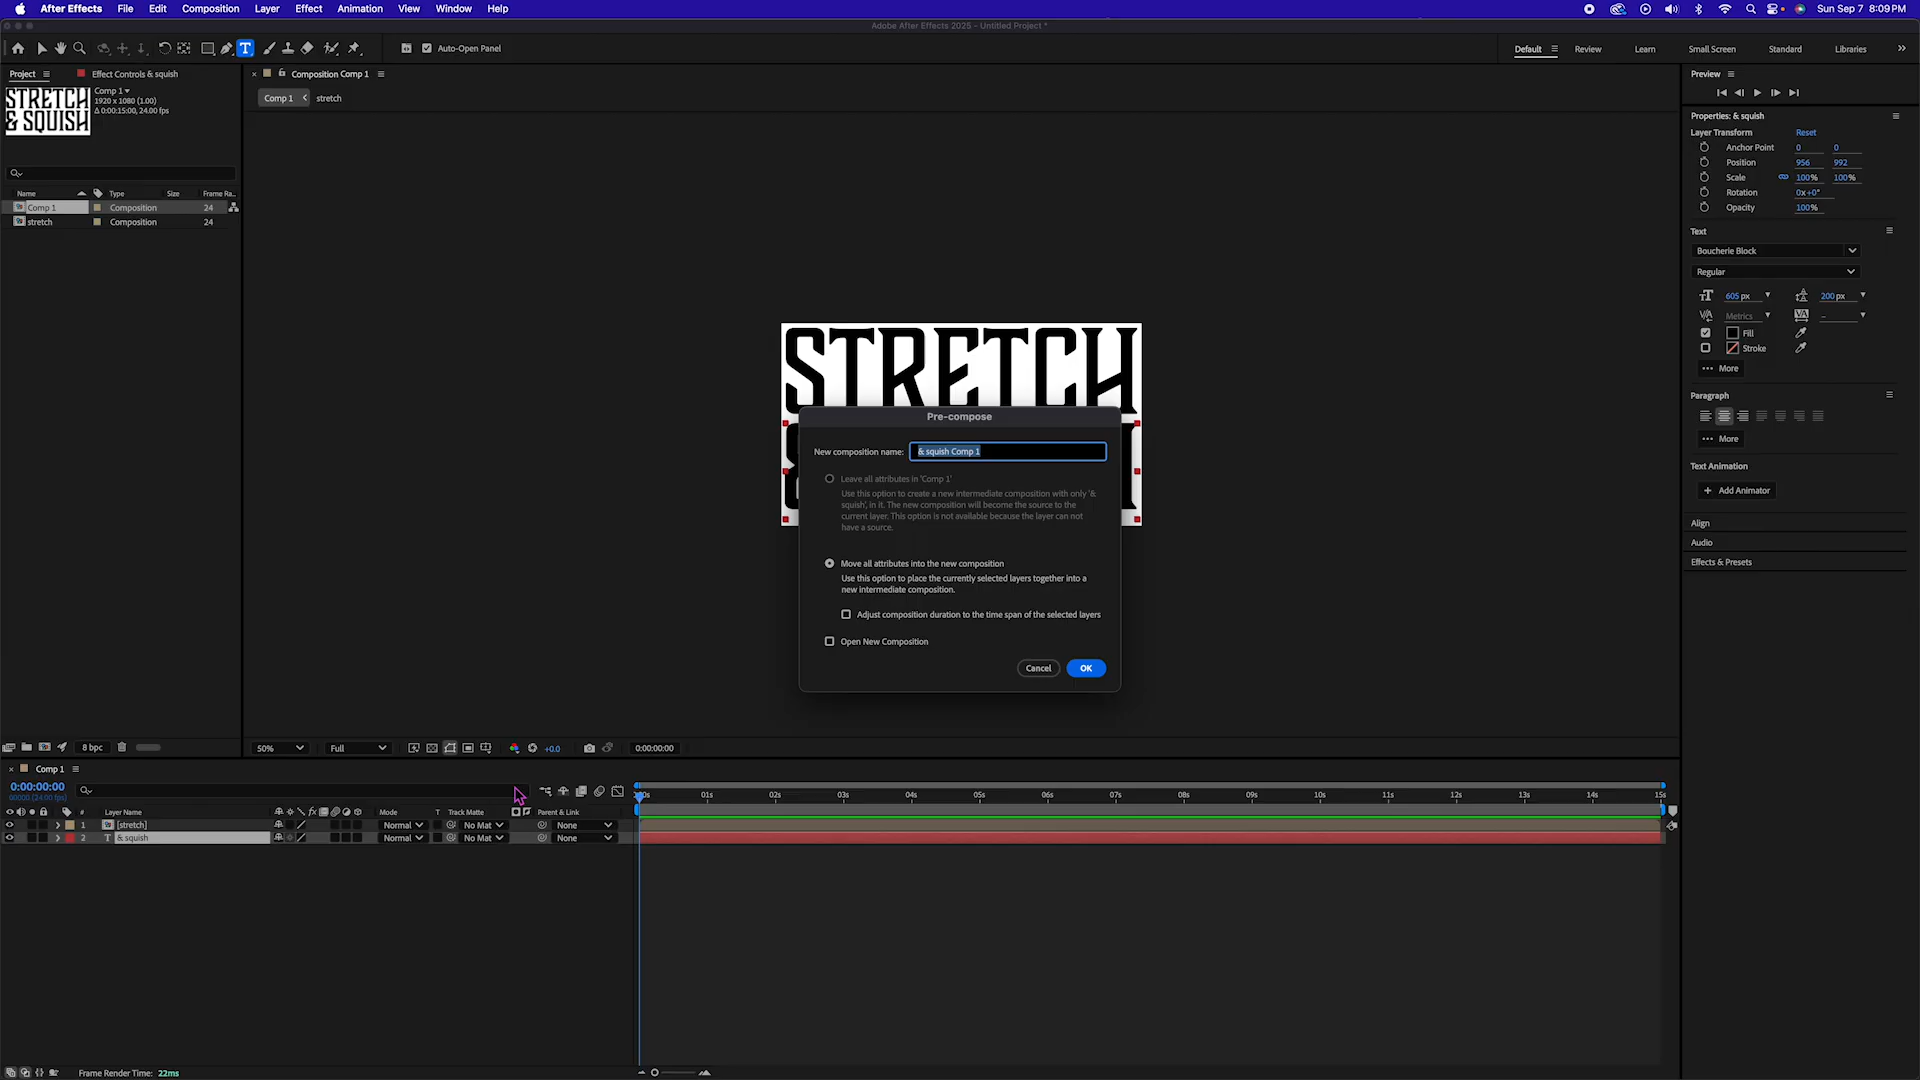 After Effects File Edit Composition Layer Effect Animation View Window Help Sun Sep 7 8:09 PM
Adobe After Effects 2025 - Untitled Project *
Auto-Open Panel Default Review Learn Small Screen Standard Libraries
Project Effect Controls & squish Composition Comp 1 Preview
STRETCH
& SQUISH
Comp 1
1920 x 1080 (1.00)
Δ 0:00:15:00, 24.00 fps
Comp 1 stretch
Properties: & squish
Layer Transform Reset
Anchor Point 0 0
Position 956 992
Scale 100% 100%
Rotation 0x+0°
Opacity 100%
Name Type Size Frame Ra...
Comp 1 Composition 24
stretch Composition 24
Text
Boucherie Block
Regular
605 px 200 px
Metrics
Fill
Stroke
More
Paragraph
More
Text Animation
Add Animator
Align
Audio
Effects & Presets
STRETCH
Pre-compose
New composition name: & squish Comp 1
Leave all attributes in 'Comp 1'
Use this option to create a new intermediate composition with only '&
squish', in it. The new composition will become the source to the
current layer. This option is not available because the layer can not
have a source.
Move all attributes into the new composition
Use this option to place the currently selected layers together into a
new intermediate composition.
Adjust composition duration to the time span of the selected layers
Open New Composition
Cancel OK
8 bpc 50% Full +0.0 0:00:00:00
Comp 1
0:00:00:00
00000 (24.00 fps)
01s 02s 03s 04s 05s 06s 07s 08s 09s 10s 11s 12s 13s 14s 15s
# Layer Name Mode T Track Matte Parent & Link
1 [stretch] Normal No Mat None
2 T & squish Normal No Mat None
Frame Render Time: 22ms